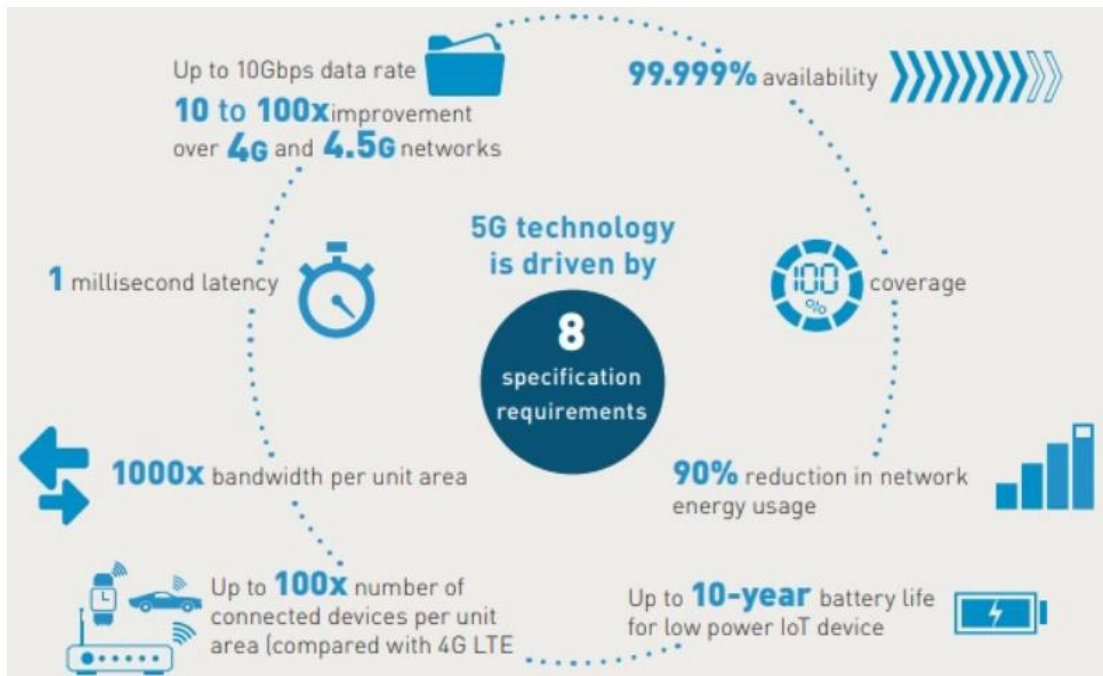 Up to 10Gbps data rate
10 to 100x improvement
over 4G and 4.5G networks
99.999% availability
5G technology
is driven by
8
specification
requirements
1 millisecond latency
100
%
coverage
1000x bandwidth per unit area
90% reduction in network
energy usage
Up to 100x number of
connected devices per unit
area (compared with 4G LTE
Up to 10-year battery life
for low power IoT device